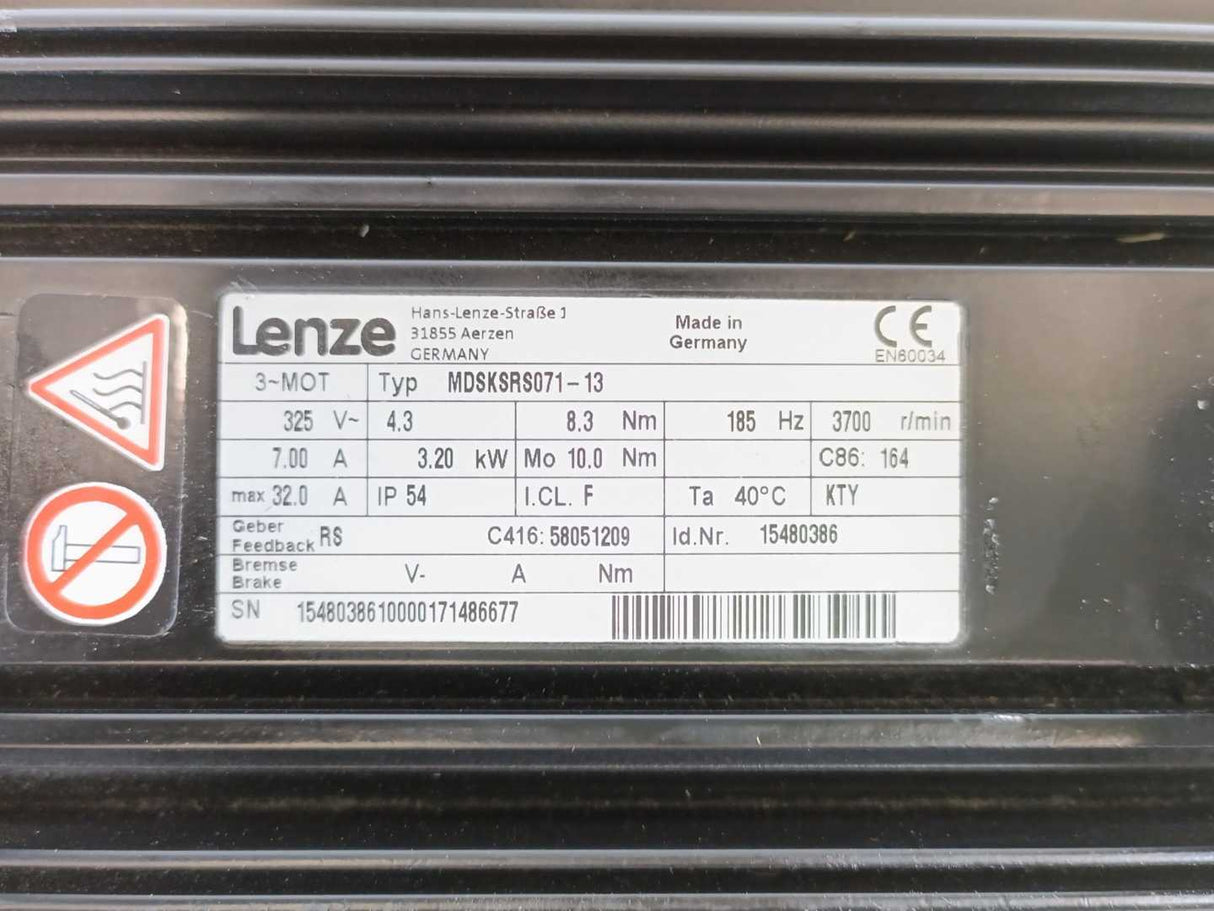 Lenze
Hans-Lenze-Straße 1
31855 Aerzen
GERMANY
Made in
Germany
CE
EN60034
3~MOT Typ MDSKSRS071-13
325 V~ 4.3 8.3 Nm 185 Hz 3700 r/min
7.00 A 3.20 kW Mo 10.0 Nm C86: 164
max 32.0 A IP 54 I.CL. F Ta 40°C KTY
Geber
Feedback RS C416: 58051209 Id.Nr. 15480386
Bremse
Brake V- A Nm
SN 1548038610000171486677